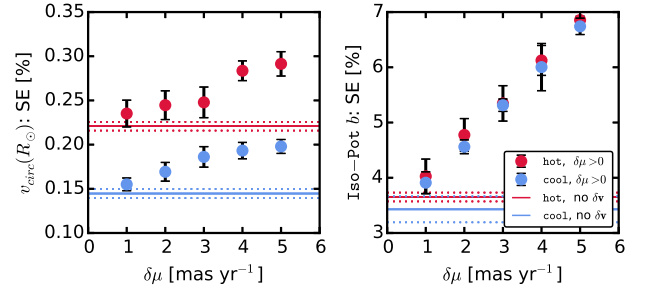 0.35
0.30
0.25
0.20
0.15
0.10
v_circ(R_⊙): SE [%]
0 1 2 3 4 5 6
δμ [mas yr⁻¹]
7
6
5
4
3
Iso-Pot b: SE [%]
hot, δμ>0
cool, δμ>0
hot, no δv
cool, no δv
0 1 2 3 4 5 6
δμ [mas yr⁻¹]